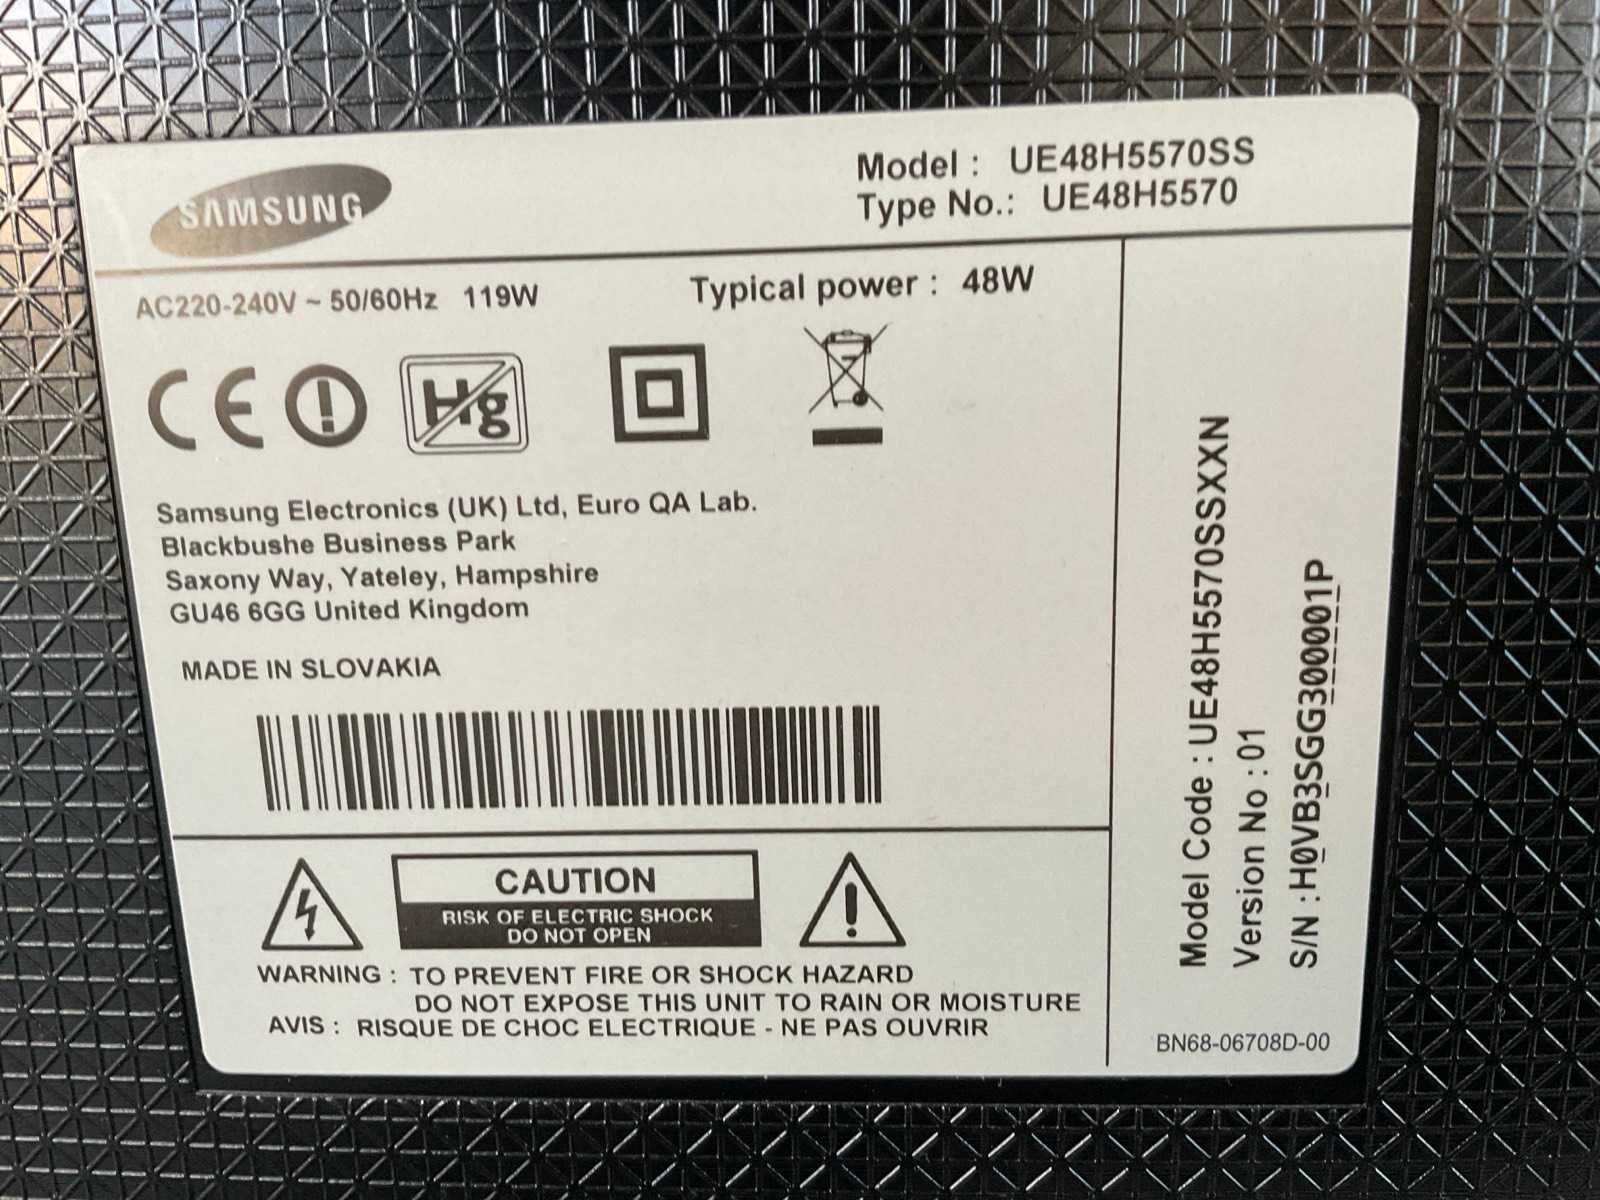 SAMSUNG
Model : UE48H5570SS
Type No.: UE48H5570
AC220-240V ~ 50/60Hz 119W
Typical power : 48W
CE
Hg
Samsung Electronics (UK) Ltd, Euro QA Lab.
Blackbushe Business Park
Saxony Way, Yateley, Hampshire
GU46 6GG United Kingdom
MADE IN SLOVAKIA
CAUTION
RISK OF ELECTRIC SHOCK
DO NOT OPEN
WARNING : TO PREVENT FIRE OR SHOCK HAZARD
DO NOT EXPOSE THIS UNIT TO RAIN OR MOISTURE
AVIS : RISQUE DE CHOC ELECTRIQUE - NE PAS OUVRIR
Model Code : UE48H5570SSXXN
Version No : 01
S/N : H0VB3SGG300001P
BN68-06708D-00